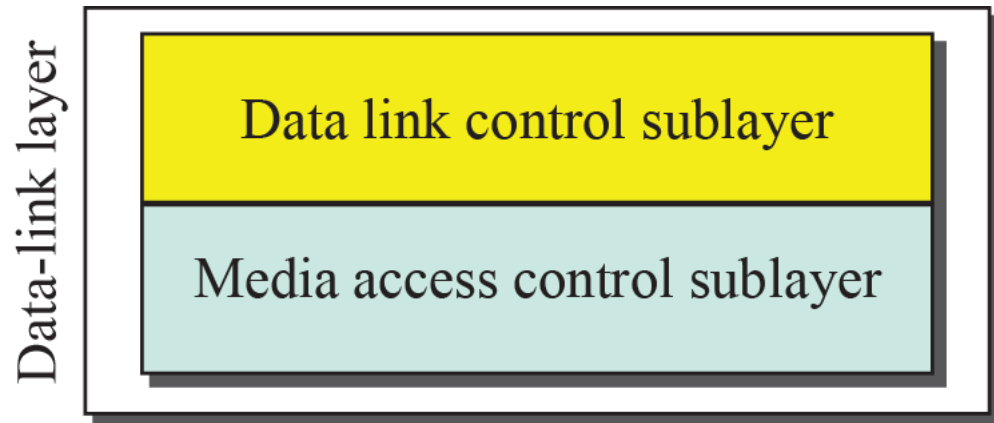 Data-link layer
Data link control sublayer
Media access control sublayer